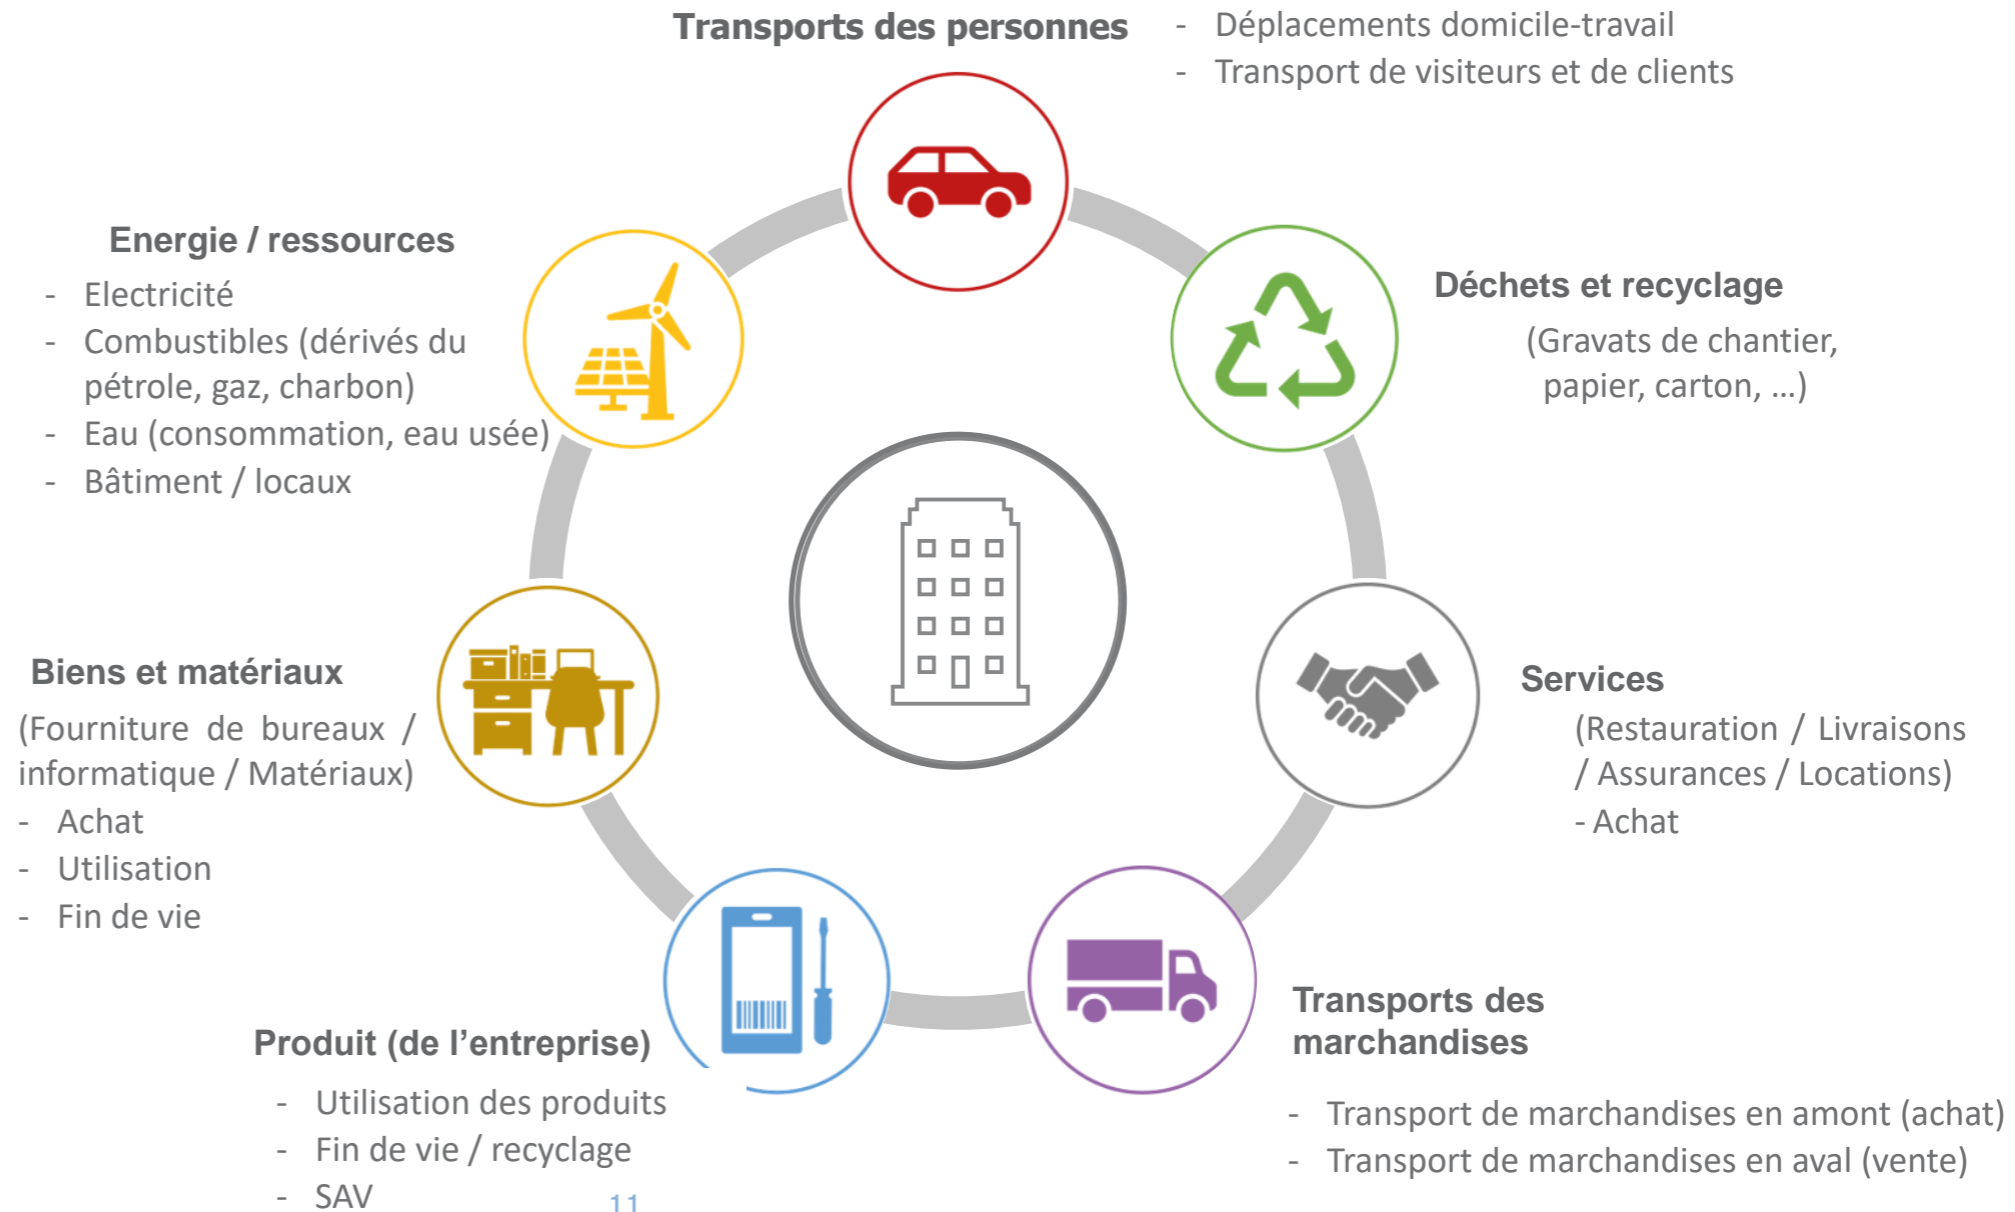 Transports des personnes
- Déplacements domicile-travail
- Transport de visiteurs et de clients
Energie / ressources
- Electricité
- Combustibles (dérivés du
pétrole, gaz, charbon)
- Eau (consommation, eau usée)
- Bâtiment / locaux
Déchets et recyclage
(Gravats de chantier,
papier, carton, ...)
Biens et matériaux
(Fourniture de bureaux /
informatique / Matériaux)
- Achat
- Utilisation
- Fin de vie
Services
(Restauration / Livraisons
/ Assurances / Locations)
- Achat
Produit (de l’entreprise)
- Utilisation des produits
- Fin de vie / recyclage
- SAV
Transports des
marchandises
- Transport de marchandises en amont (achat)
- Transport de marchandises en aval (vente)
11